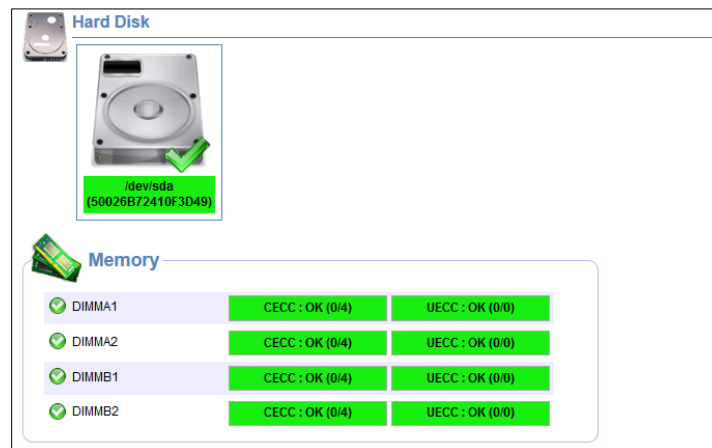 Hard Disk
/dev/sda
(50026B72410F3D49)
Memory
DIMMA1 CECC : OK (0/4) UECC : OK (0/0)
DIMMA2 CECC : OK (0/4) UECC : OK (0/0)
DIMMB1 CECC : OK (0/4) UECC : OK (0/0)
DIMMB2 CECC : OK (0/4) UECC : OK (0/0)